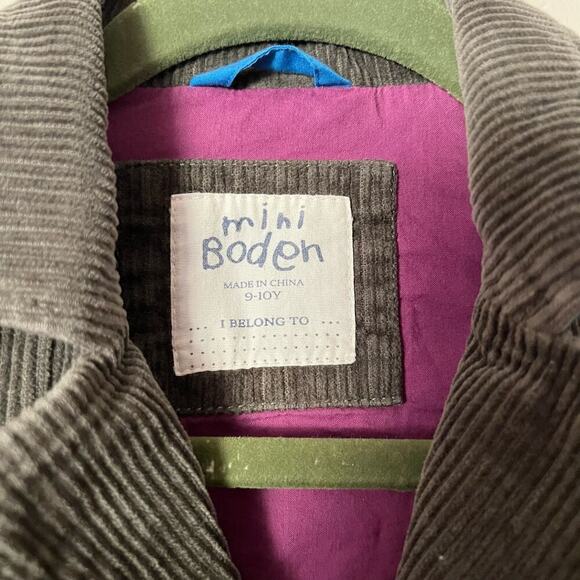 mini
Boden
MADE IN CHINA
9-10Y
... I BELONG TO ...